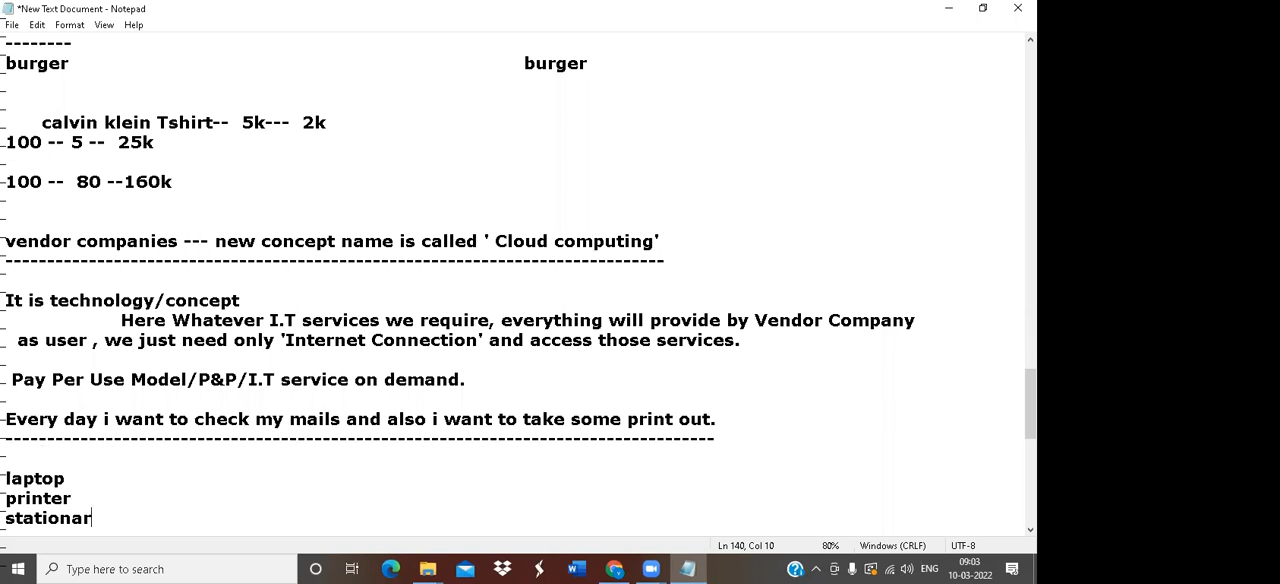 *New Text Document - Notepad
File Edit Format View Help
--------
burger burger
calvin klein Tshirt-- 5k--- 2k
100 -- 5 -- 25k
100 -- 80 --160k
vendor companies --- new concept name is called ' Cloud computing'
-------------------------------------------------------------------------------
It is technology/concept
Here Whatever I.T services we require, everything will provide by Vendor Company
as user , we just need only 'Internet Connection' and access those services.
Pay Per Use Model/P&P/I.T service on demand.
Every day i want to check my mails and also i want to take some print out.
-------------------------------------------------------------------------------------
laptop
printer
stationar
Ln 140, Col 10 80% Windows (CRLF) UTF-8
Type here to search
ENG
09:03
10-03-2022